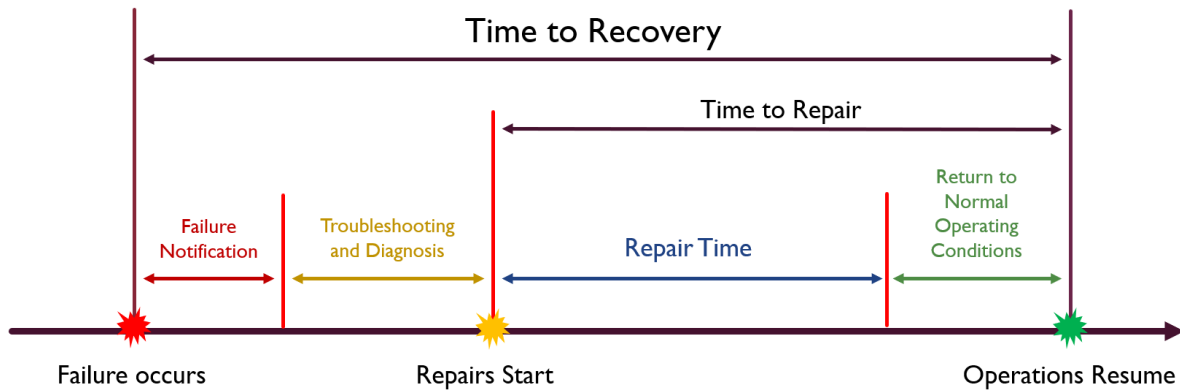 Time to Recovery
Time to Repair
Failure
Notification
Troubleshooting
and Diagnosis
Repair Time
Return to
Normal
Operating
Conditions
Failure occurs
Repairs Start
Operations Resume